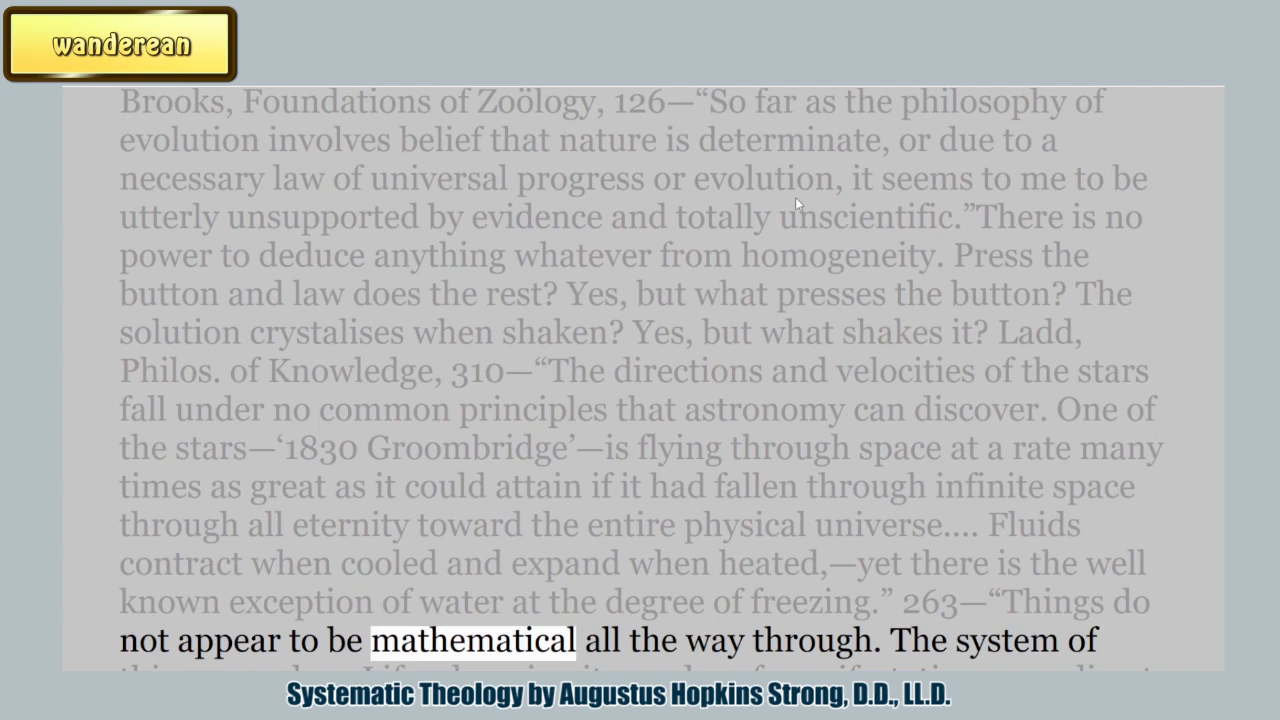 wanderean
Brooks, Foundations of Zoölogy, 126—“So far as the philosophy of
evolution involves belief that nature is determinate, or due to a
necessary law of universal progress or evolution, it seems to me to be
utterly unsupported by evidence and totally unscientific.”There is no
power to deduce anything whatever from homogeneity. Press the
button and law does the rest? Yes, but what presses the button? The
solution crystalises when shaken? Yes, but what shakes it? Ladd,
Philos. of Knowledge, 310—“The directions and velocities of the stars
fall under no common principles that astronomy can discover. One of
the stars—‘1830 Groombridge’—is flying through space at a rate many
times as great as it could attain if it had fallen through infinite space
through all eternity toward the entire physical universe.... Fluids
contract when cooled and expand when heated,—yet there is the well
known exception of water at the degree of freezing.” 263—“Things do
not appear to be mathematical all the way through. The system of
Systematic Theology by Augustus Hopkins Strong, D.D., LL.D.